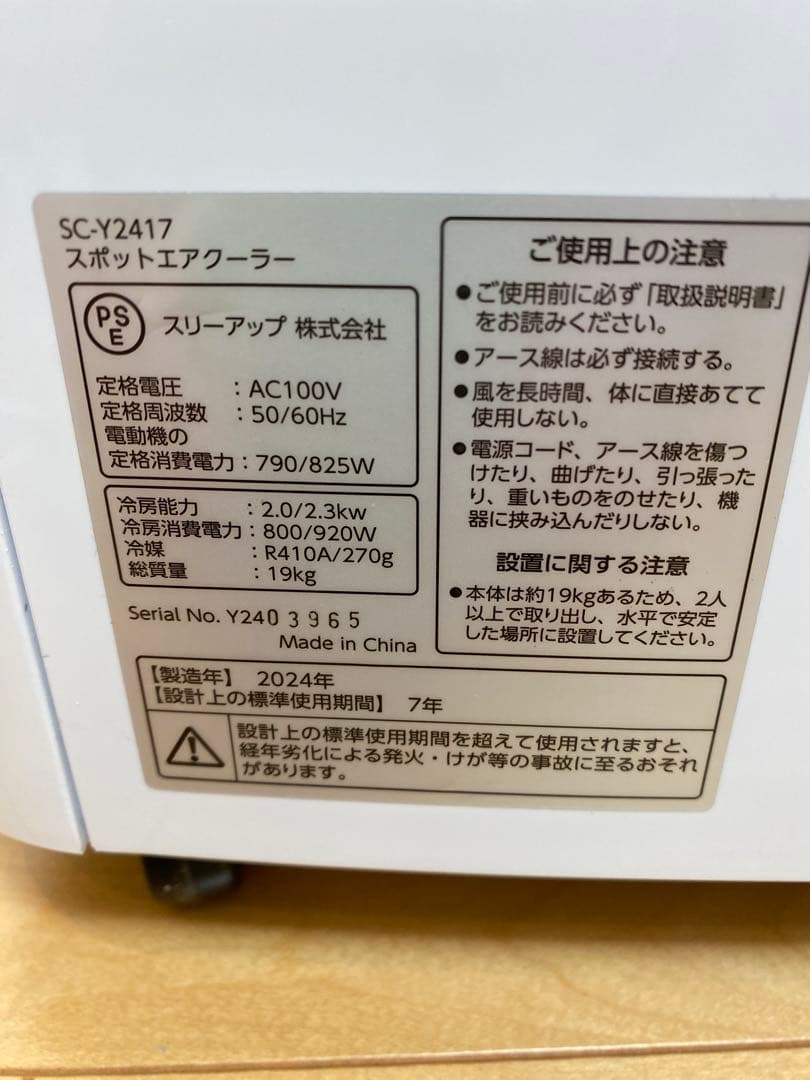 SC-Y2417
スポットエアクーラー
PSE
スリーアップ 株式会社
定格電圧 : AC100V
定格周波数 : 50/60Hz
電動機の
定格消費電力 : 790/825W
冷房能力 : 2.0/2.3kw
冷房消費電力 : 800/920W
冷媒 : R410A/270g
総質量 : 19kg
Serial No. Y2403965
Made in China
ご使用上の注意
●ご使用前に必ず「取扱説明書」
をお読みください。
●アース線は必ず接続する。
●風を長時間、体に直接あてて
使用しない。
●電源コード、アース線を傷つ
けたり、曲げたり、引っ張った
り、重いものをのせたり、機
器に挟み込んだりしない。
設置に関する注意
●本体は約19kgあるため、2人
以上で取り出し、水平で安定
した場所に設置してください。
【製造年】 2024年
【設計上の標準使用期間】 7年
設計上の標準使用期間を超えて使用されますと、
経年劣化による発火・けが等の事故に至るおそれ
があります。